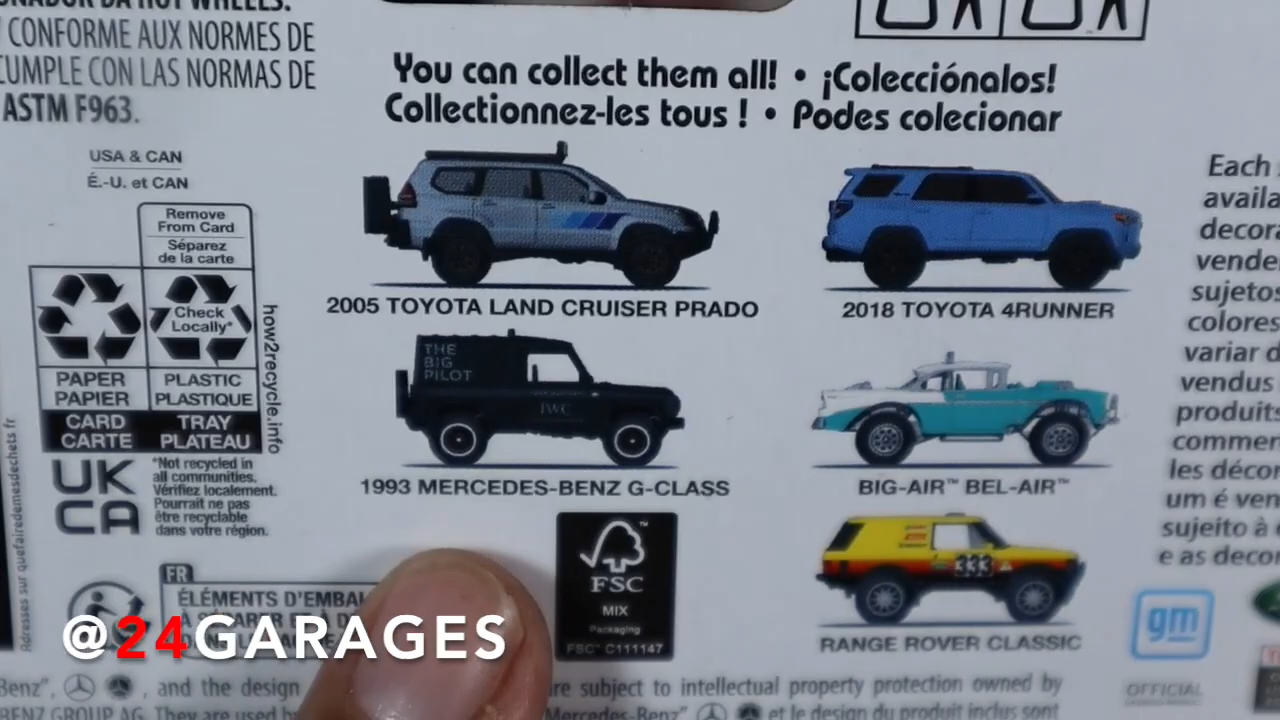 CONFORME AUX NORMES DE
CUMPLE CON LAS NORMAS DE
ASTM F963.
You can collect them all! • ¡Colecciónalos!
Collectionnez-les tous ! • Podes colecionar
USA & CAN
É.-U. et CAN
Remove
From Card
Séparez
de la carte
Check
Locally*
PAPER
PAPIER
PLASTIC
PLASTIQUE
CARD
CARTE
TRAY
PLATEAU
how2recycle.info
UK
CA
*Not recycled in
all communities.
Vérifiez localement.
Pourrait ne pas
être recyclable
dans votre région.
Adresses sur quefairedemesdechets.fr
FR
ÉLÉMENTS D'EMBAL
@24GARAGES
2005 TOYOTA LAND CRUISER PRADO
2018 TOYOTA 4RUNNER
THE
BIG
PILOT
IWC
1993 MERCEDES-BENZ G-CLASS
BIG-AIR™ BEL-AIR™
333
RANGE ROVER CLASSIC
FSC™
MIX
Packaging
FSC® C111147
Each
availa
decora
vende
sujetos
colores
variar d
vendus
produits
commen
les décor
um é ven
sujeito à
e as decor
gm
OFFICIAL
Benz", , and the design
re subject to intellectual property protection owned by
BENZ GROUP AG. They are used b
Mercedes-Benz" et le design du produit inclus sont